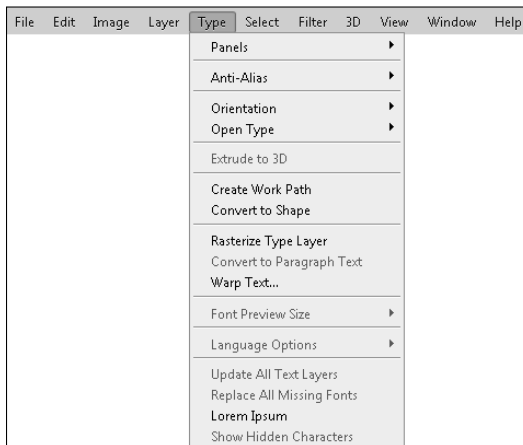 File Edit Image Layer Type Select Filter 3D View Window Help
Panels
Anti-Alias
Orientation
Open Type
Extrude to 3D
Create Work Path
Convert to Shape
Rasterize Type Layer
Convert to Paragraph Text
Warp Text...
Font Preview Size
Language Options
Update All Text Layers
Replace All Missing Fonts
Lorem Ipsum
Show Hidden Characters